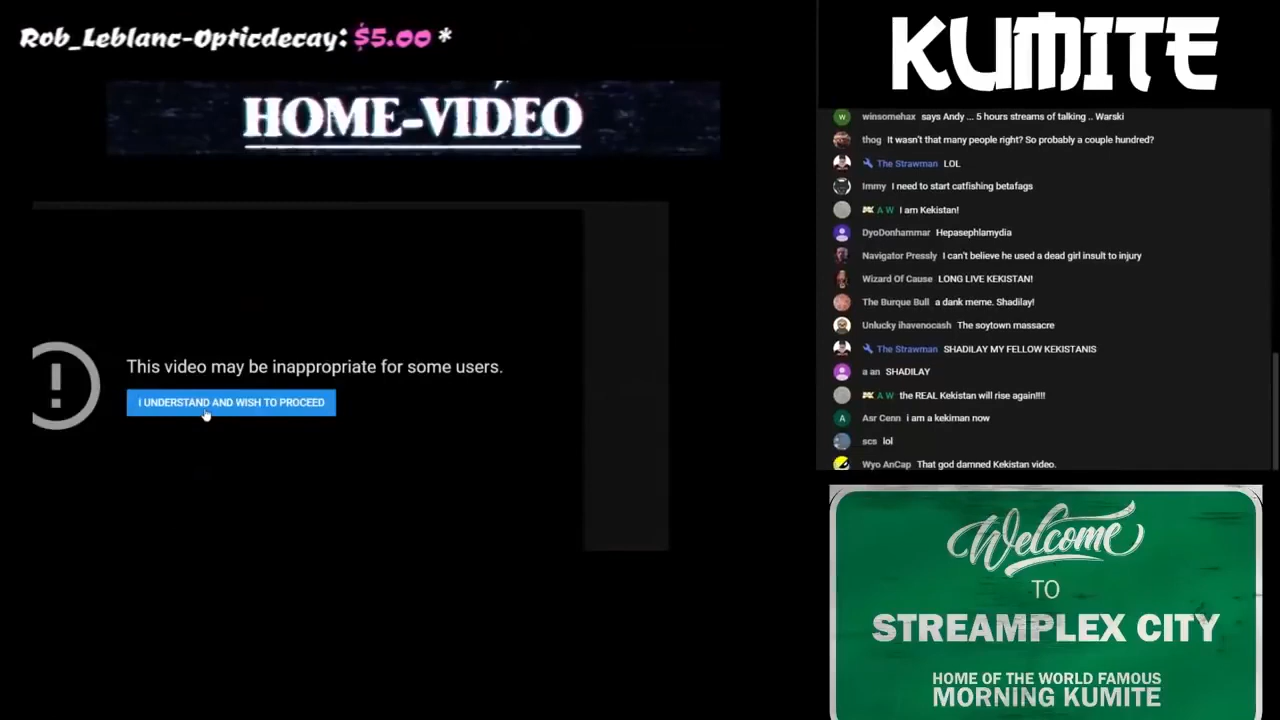 Rob_Leblanc-Opticdecay: $5.00 *
HOME-VIDEO
This video may be inappropriate for some users.
I UNDERSTAND AND WISH TO PROCEED
KUMITE
W winsomehax says Andy ... 5 hours streams of talking .. Warski
thog It wasn't that many people right? So probably a couple hundred?
The Strawman LOL
Immy I need to start catfishing betafags
A W I am Kekistan!
DyoDonhammar Hepasephlamydia
Navigator Pressly I can't believe he used a dead girl insult to injury
Wizard Of Cause LONG LIVE KEKISTAN!
The Burque Bull a dank meme. Shadilay!
Unlucky ihavenocash The soytown massacre
The Strawman SHADILAY MY FELLOW KEKISTANIS
a an SHADILAY
A W the REAL Kekistan will rise again!!!!
A Asr Cenn i am a kekiman now
scs lol
Wyo AnCap That god damned Kekistan video.
Welcome
TO
STREAMPLEX CITY
HOME OF THE WORLD FAMOUS
MORNING KUMITE